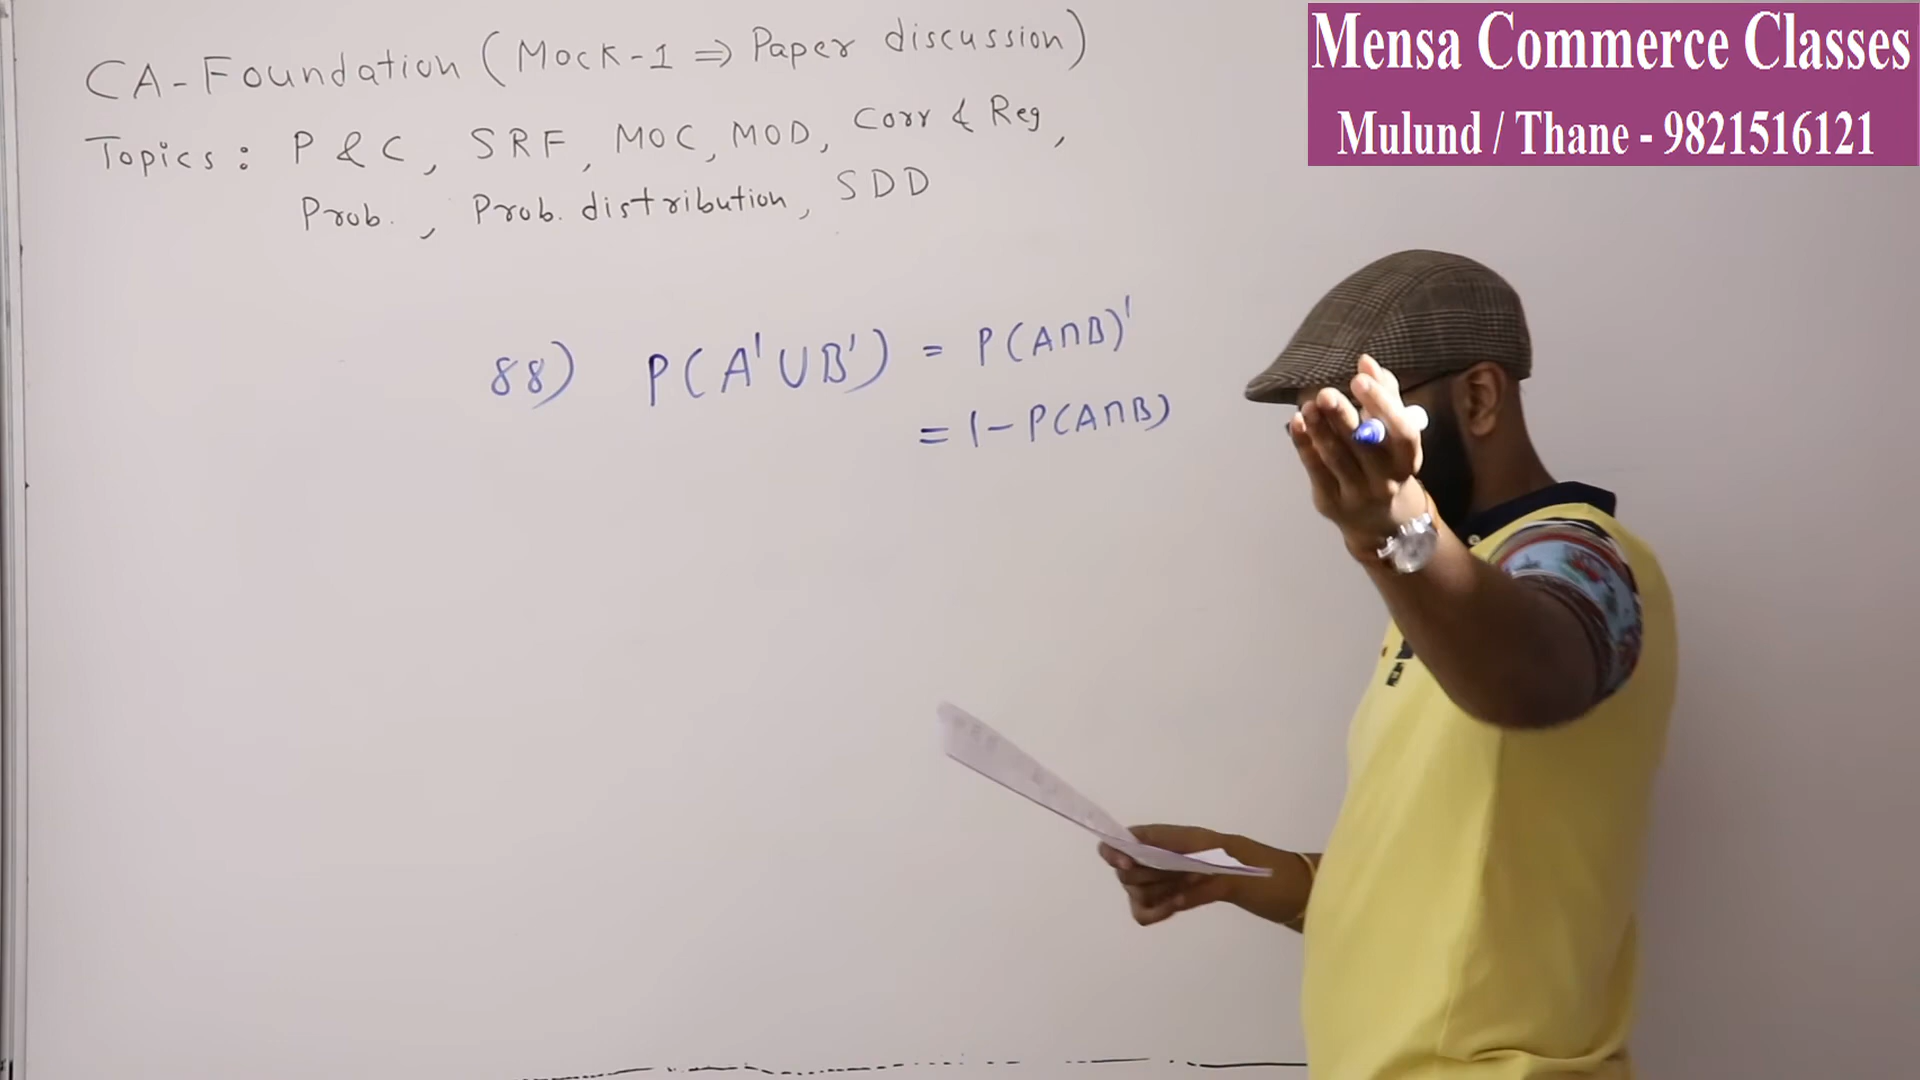 Mensa Commerce Classes
Mulund / Thane - 9821516121
CA-Foundation (Mock-1 ⇒ Paper discussion)
Topics: P & C, SRF, MOC, MOD, Corr & Reg,
Prob., Prob. distribution, SDD
88) P(A'∪B') = P(A∩B)'
= 1 - P(A∩B)